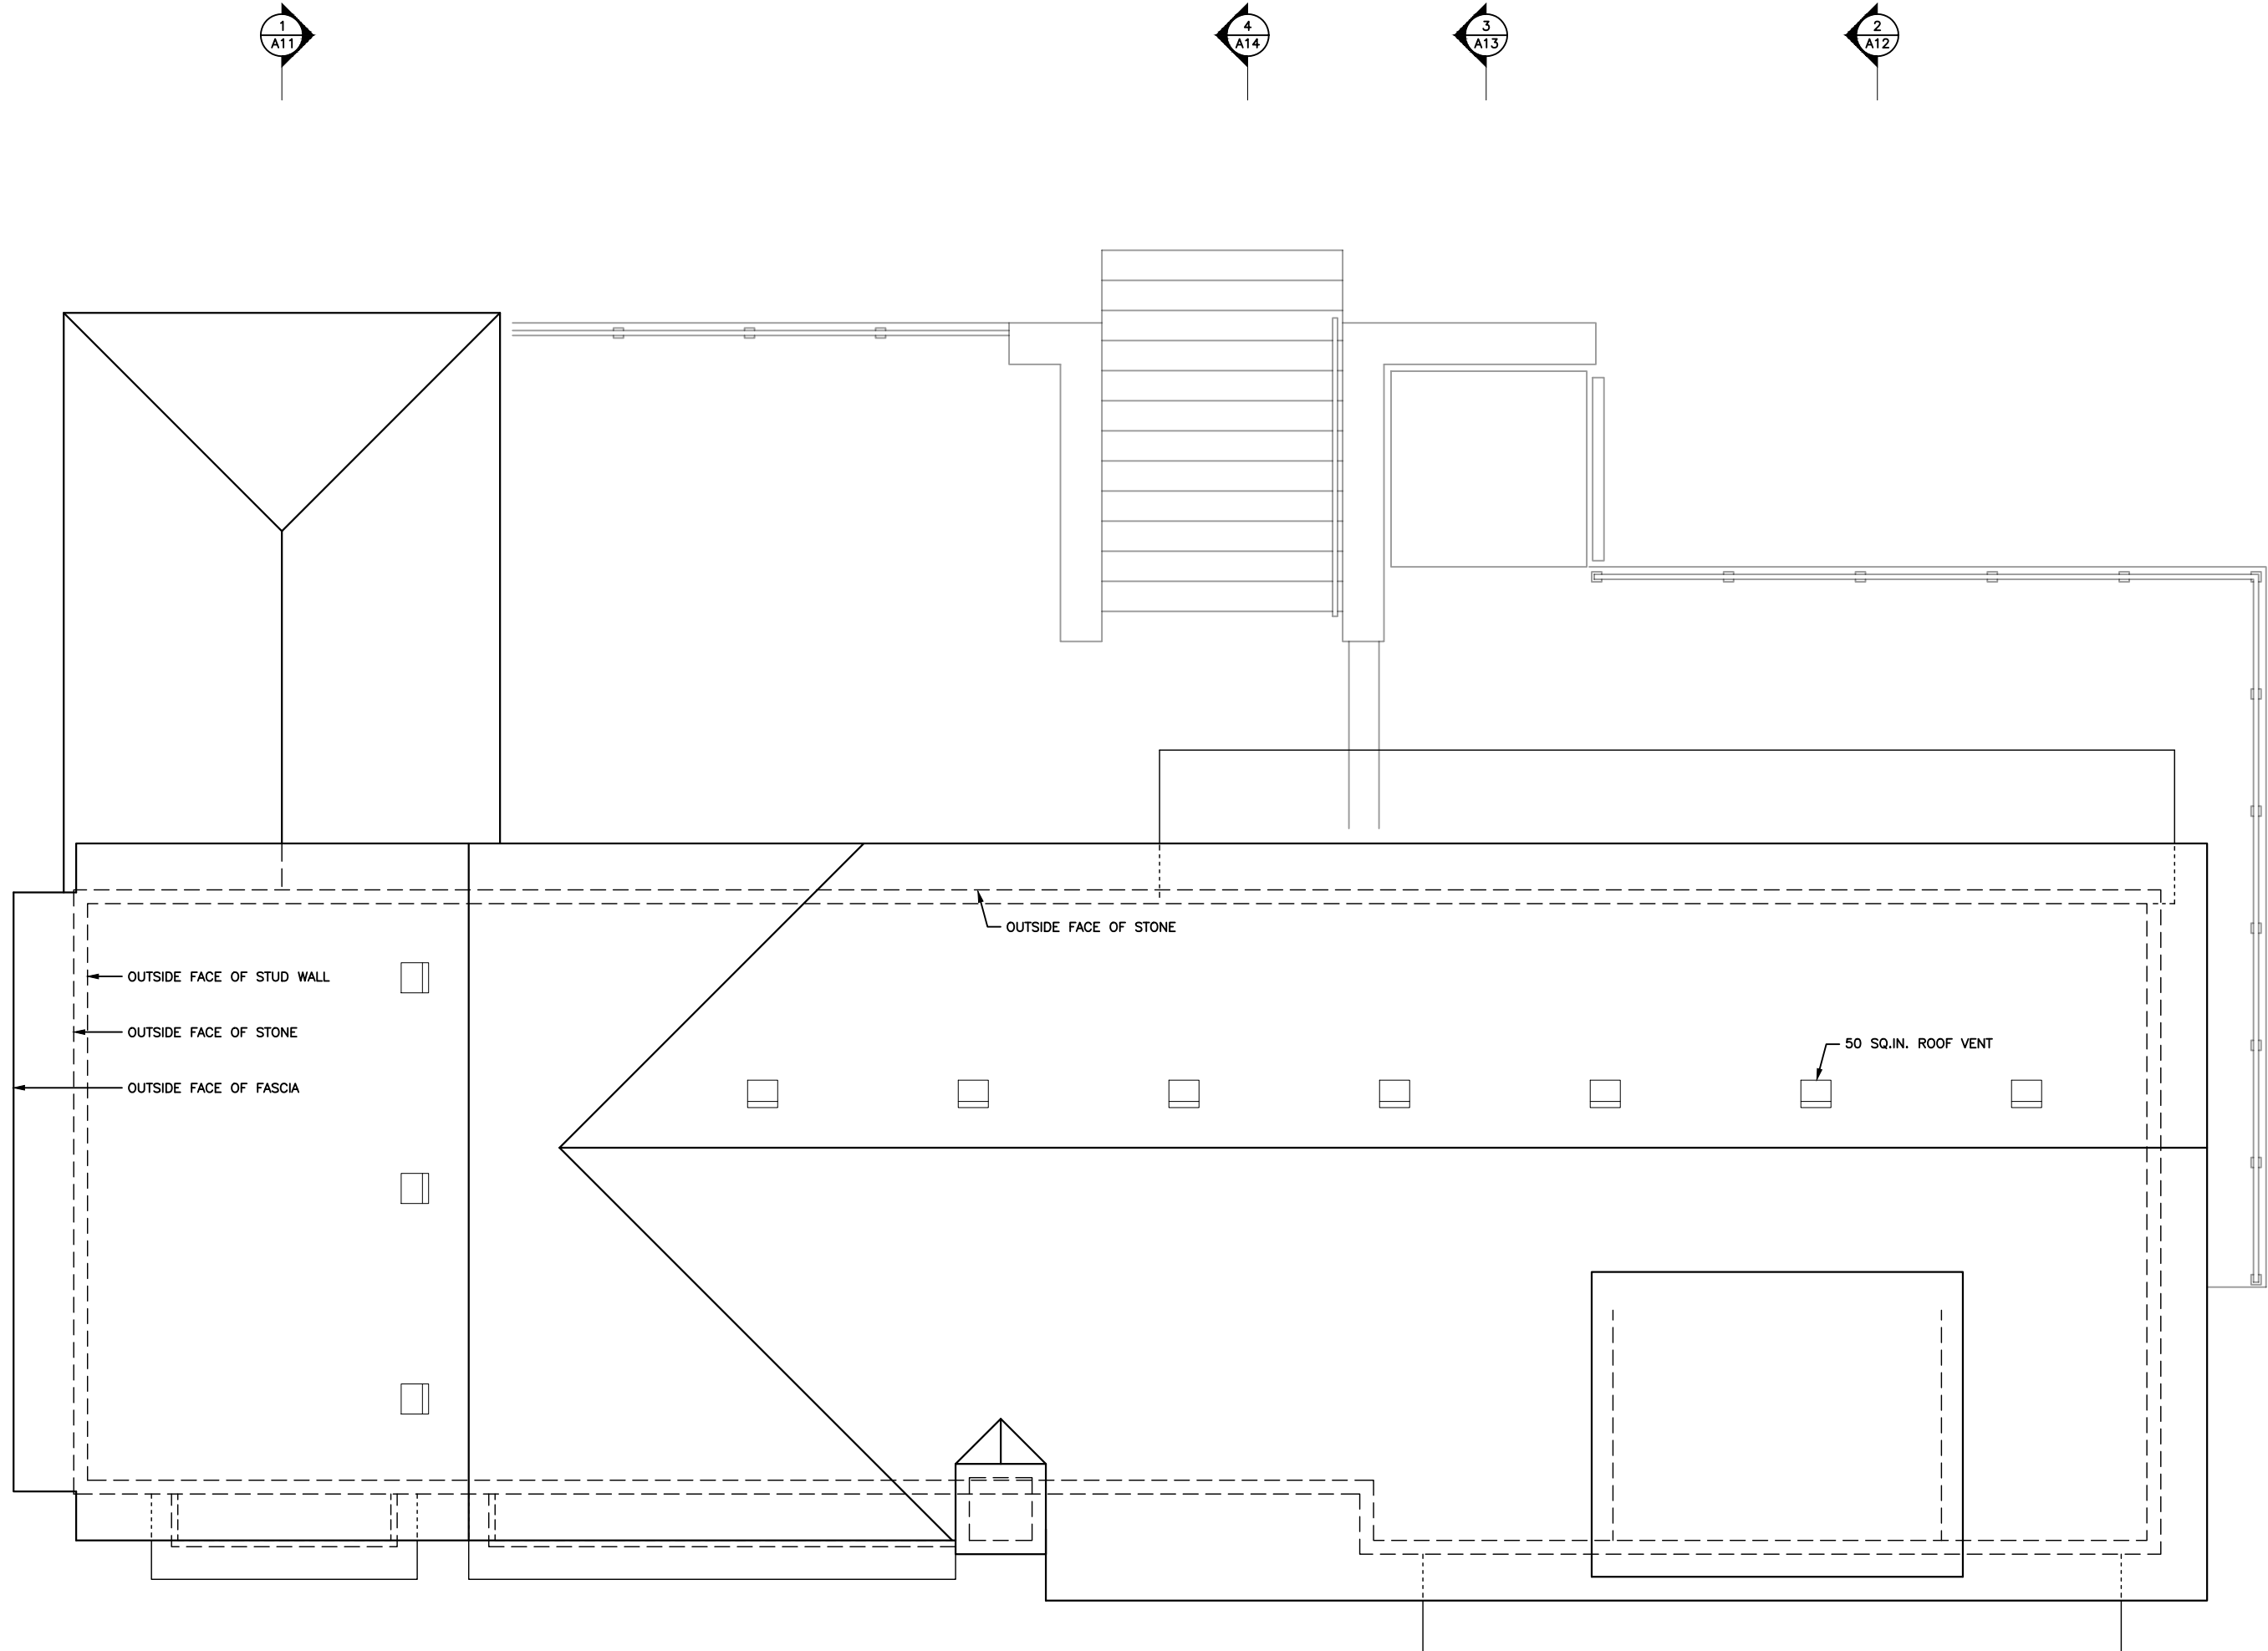 1
A11
4
A14
3
A13
2
A12
OUTSIDE FACE OF STONE
OUTSIDE FACE OF STUD WALL
OUTSIDE FACE OF STONE
50 SQ.IN. ROOF VENT
OUTSIDE FACE OF FASCIA